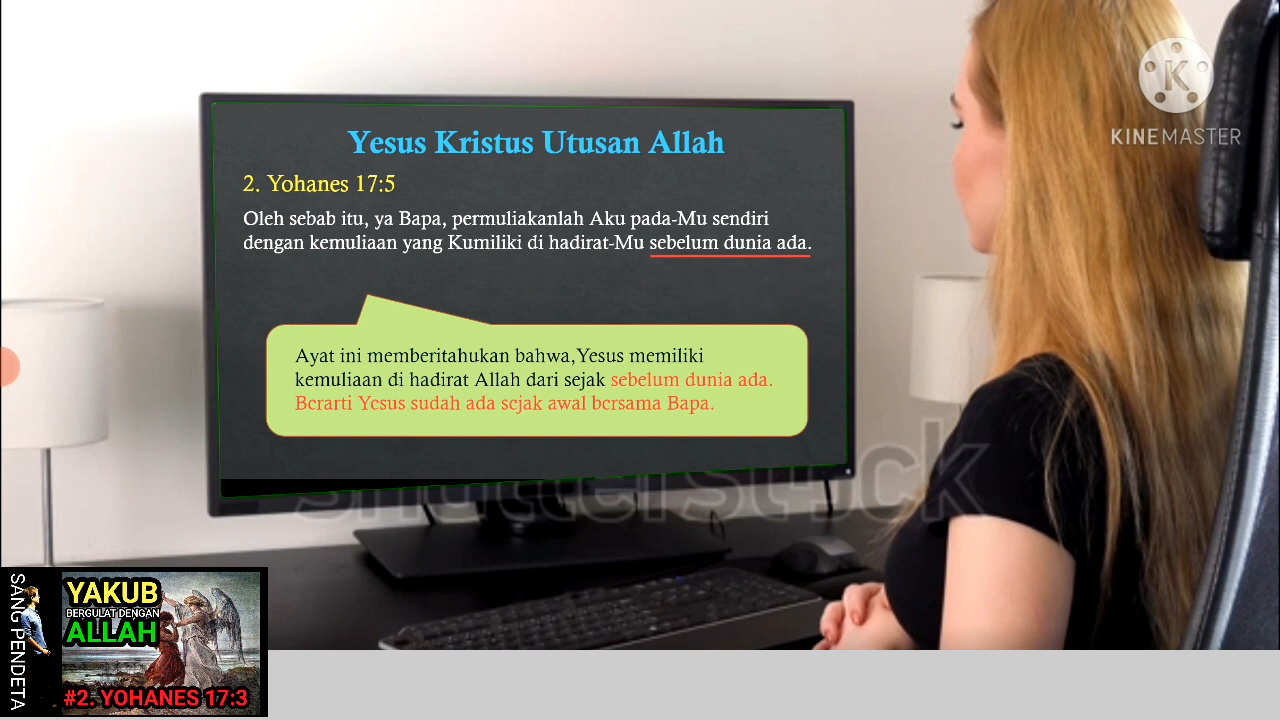 KINEMASTER
Yesus Kristus Utusan Allah
2. Yohanes 17:5
Oleh sebab itu, ya Bapa, permuliakanlah Aku pada-Mu sendiri
dengan kemuliaan yang Kumiliki di hadirat-Mu sebelum dunia ada.
Ayat ini memberitahukan bahwa,Yesus memiliki
kemuliaan di hadirat Allah dari sejak sebelum dunia ada.
Berarti Yesus sudah ada sejak awal bersama Bapa.
shutterstock
SANG PENDETA
YAKUB
BERGULAT DENGAN
ALLAH
#2. YOHANES 17:3